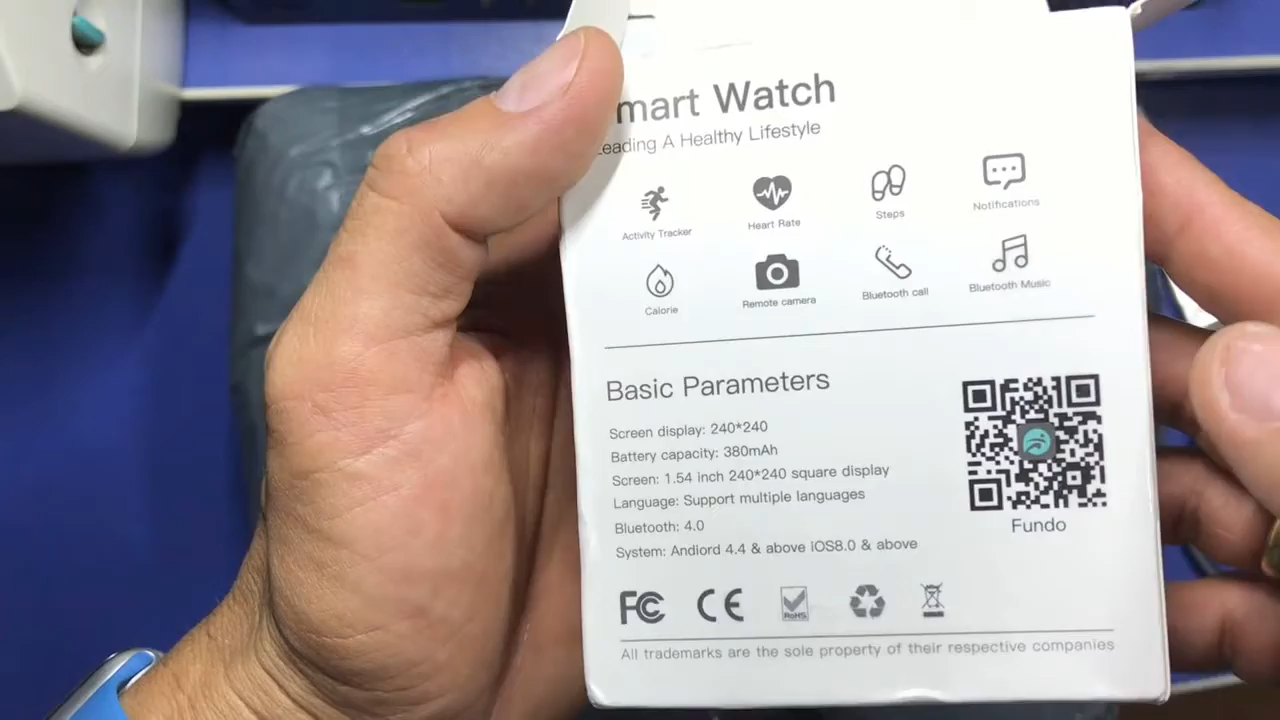 mart Watch
eading A Healthy Lifestyle
Activity Tracker
Heart Rate
Steps
Notifications
Calorie
Remote camera
Bluetooth call
Bluetooth Music
Basic Parameters
Screen display: 240*240
Battery capacity: 380mAh
Screen: 1.54 inch 240*240 square display
Language: Support multiple languages
Bluetooth: 4.0
System: Andiord 4.4 & above iOS8.0 & above
Fundo
FC CE RoHS
All trademarks are the sole property of their respective companies